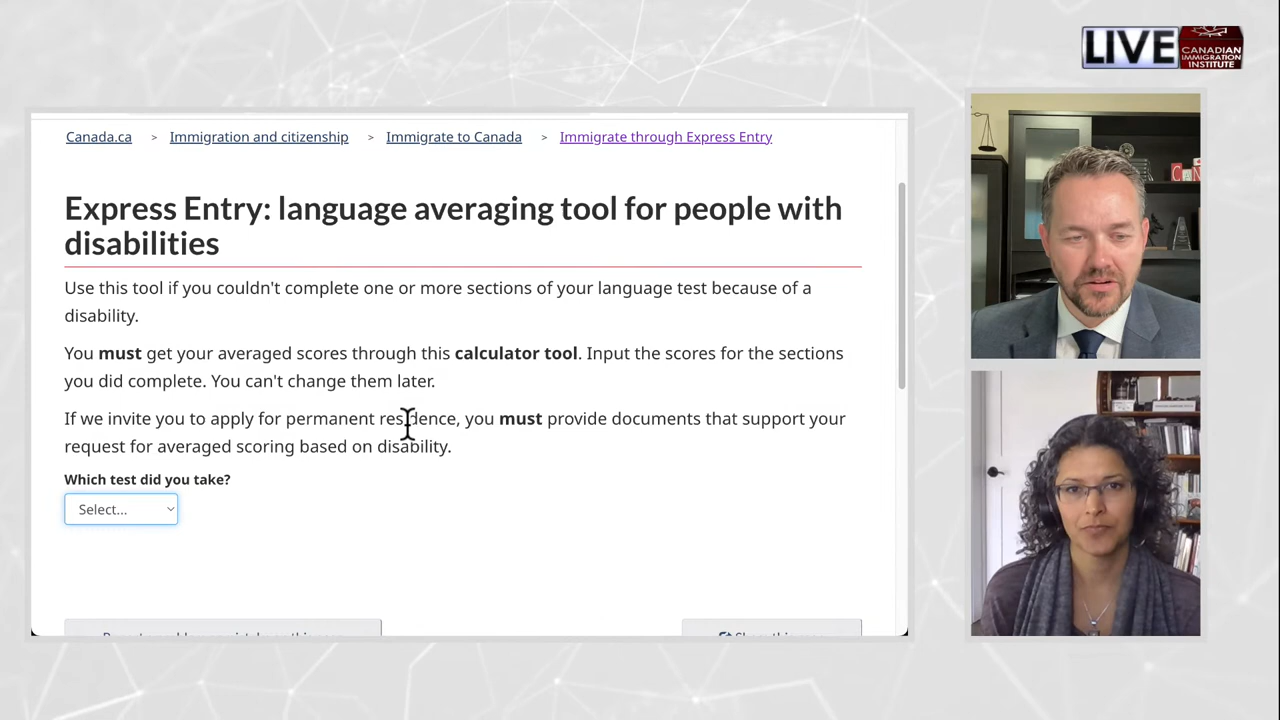 LIVE
CANADIAN
IMMIGRATION
INSTITUTE
Canada.ca > Immigration and citizenship > Immigrate to Canada > Immigrate through Express Entry
Express Entry: language averaging tool for people with
disabilities
Use this tool if you couldn't complete one or more sections of your language test because of a
disability.
You must get your averaged scores through this calculator tool. Input the scores for the sections
you did complete. You can't change them later.
If we invite you to apply for permanent residence, you must provide documents that support your
request for averaged scoring based on disability.
Which test did you take?
Select...